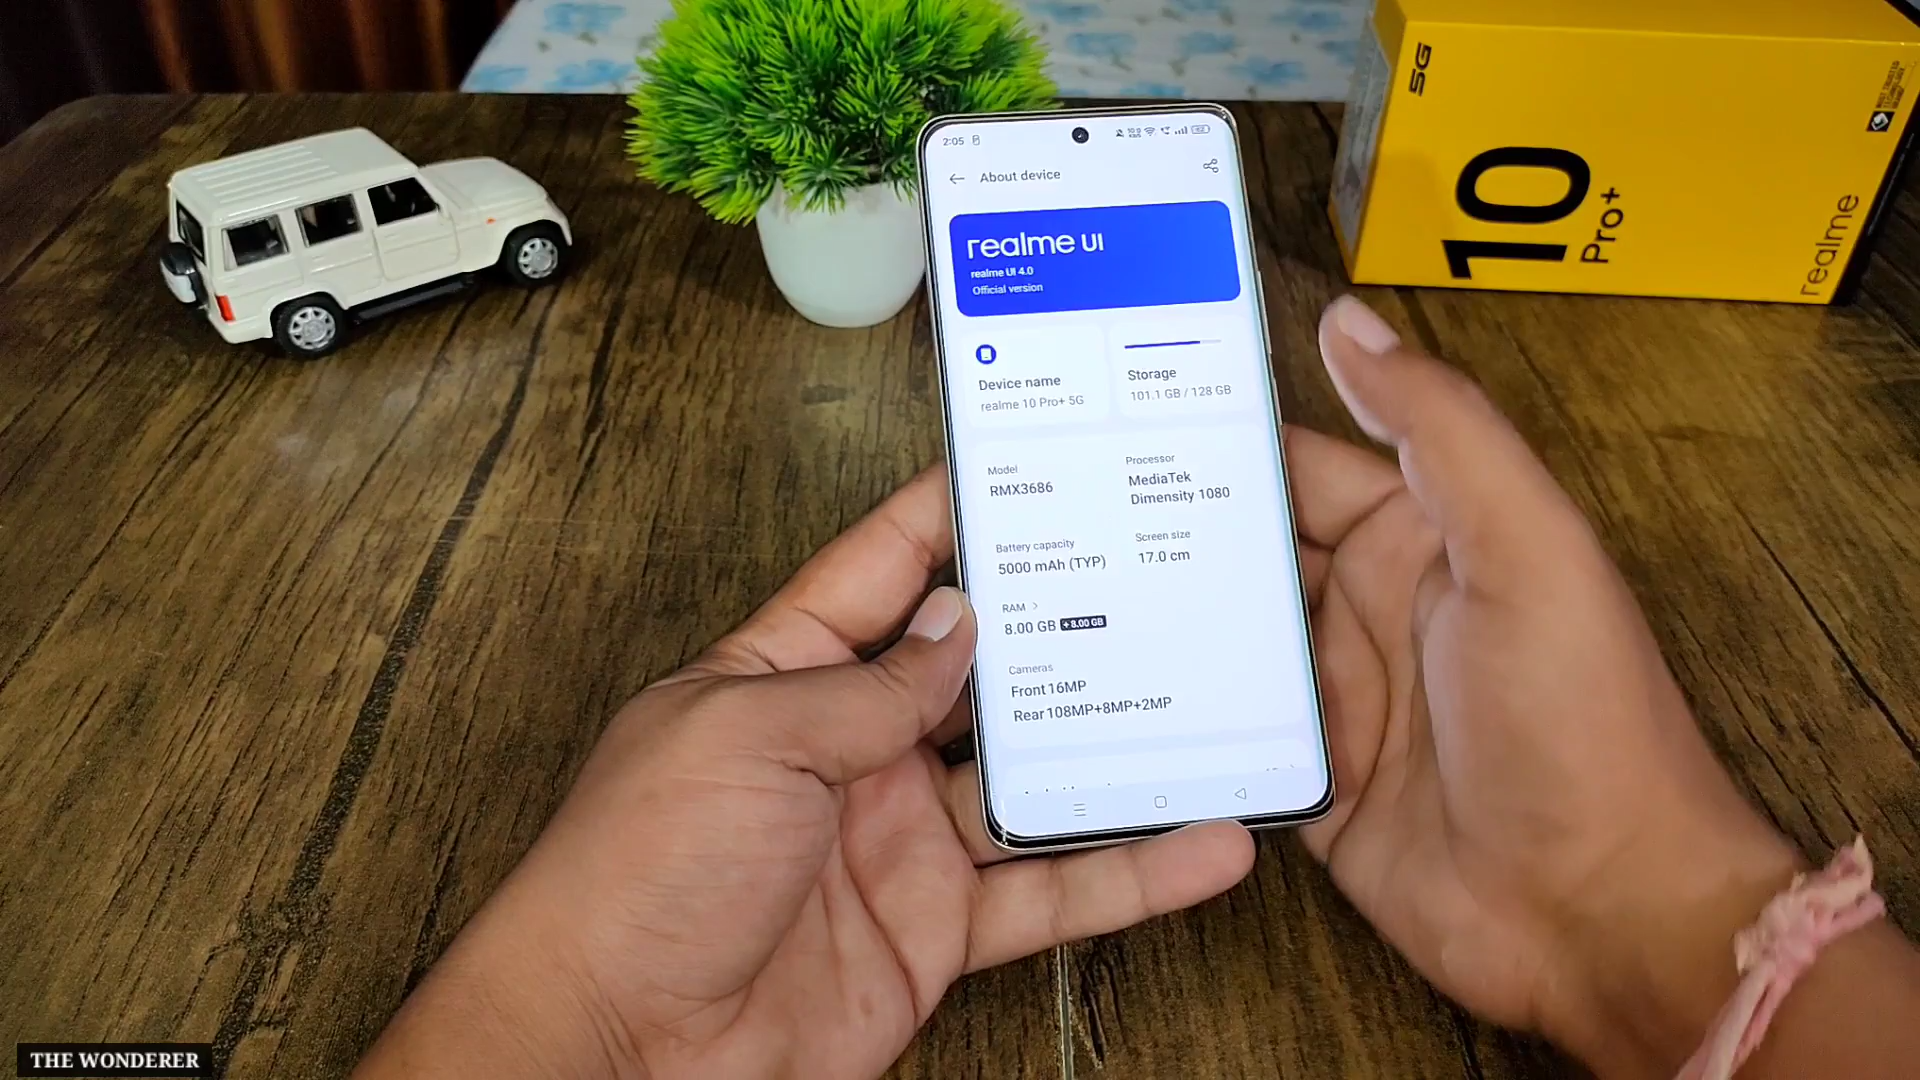 2:05
About device
realme UI
realme UI 4.0
Official version
Device name
realme 10 Pro+ 5G
Storage
101.1 GB / 128 GB
Model
RMX3686
Processor
MediaTek
Dimensity 1080
Battery capacity
5000 mAh (TYP)
Screen size
17.0 cm
RAM >
8.00 GB +8.00 GB
Cameras
Front 16MP
Rear 108MP+8MP+2MP
5G
10
Pro+
realme
THE WONDERER